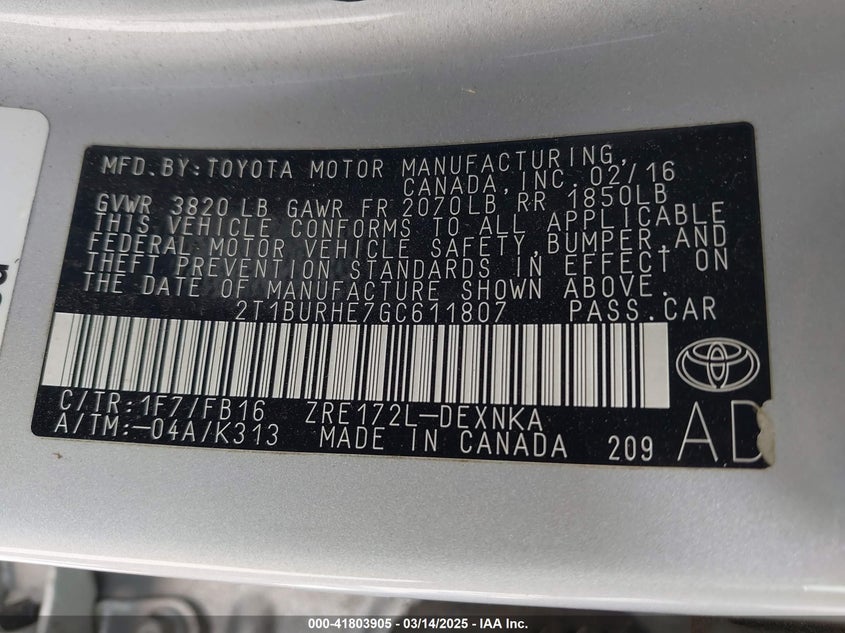 MFD.BY:TOYOTA MOTOR MANUFACTURING,
CANADA,INC. 02/16
GVWR 3820 LB GAWR FR 2070LB RR 1850LB
THIS VEHICLE CONFORMS TO ALL APPLICABLE
FEDERAL MOTOR VEHICLE SAFETY,BUMPER,AND
THEFT PREVENTION STANDARDS IN EFFECT ON
THE DATE OF MANUFACTURE SHOWN ABOVE.
2T1BURHE7GC611807 PASS.CAR
C/TR:1F7/FB16 ZRE172L-DEXNKA
A/TM:-04A/K313 MADE IN CANADA 209 AD
000-41803905 - 03/14/2025 - IAA Inc.